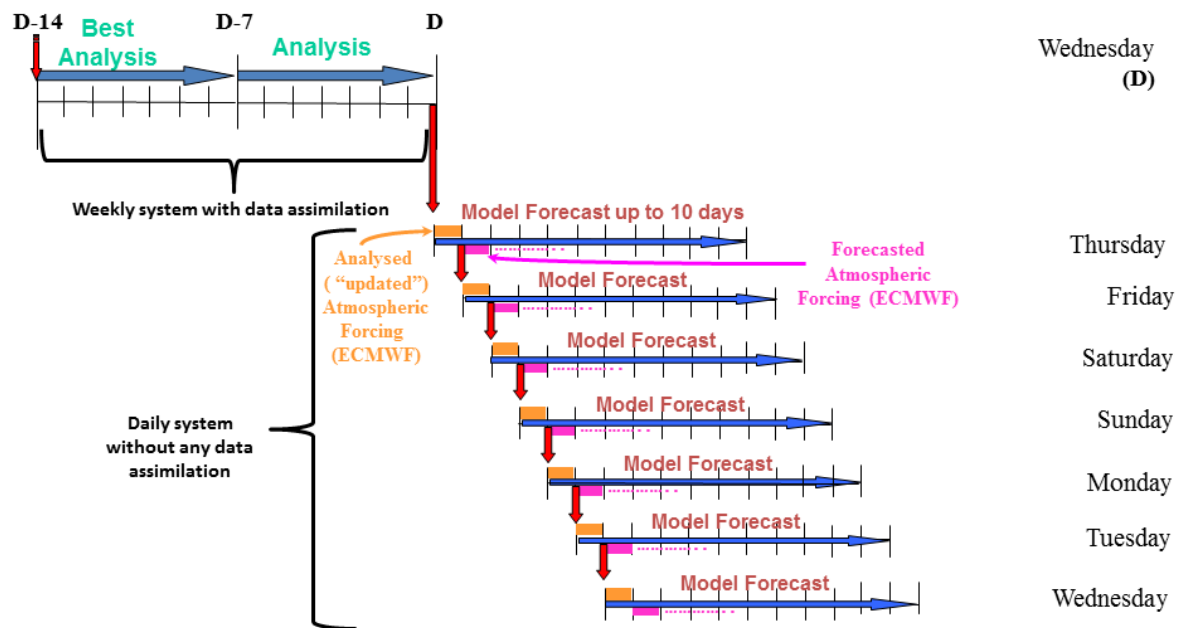 D-14
D-7
D
Best
Analysis
Analysis
Wednesday
(D)
Weekly system with data assimilation
Model Forecast up to 10 days
Thursday
Analysed
( “updated”)
Atmospheric
Forcing
(ECMWF)
Forecasted
Atmospheric
Forcing (ECMWF)
Model Forecast
Friday
Model Forecast
Saturday
Model Forecast
Sunday
Daily system
without any data
assimilation
Model Forecast
Monday
Model Forecast
Tuesday
Model Forecast
Wednesday